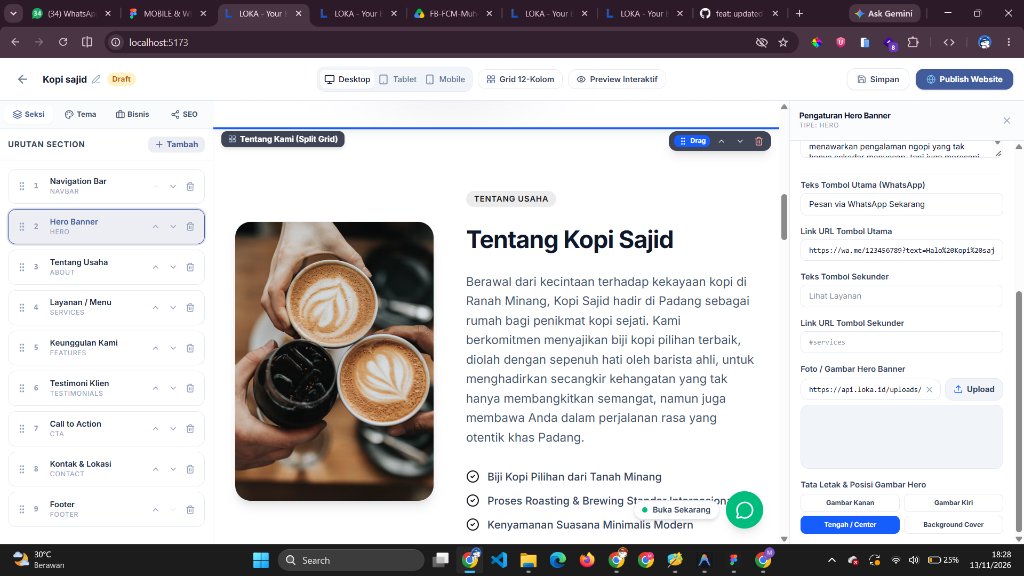 (34) WhatsAp
MOBILE & W
LOKA - Your B
LOKA - Your B
FB-FCM-Muh
LOKA - Your B
LOKA - Your B
feat: updated
Ask Gemini
localhost:5173
8
Kopi sajid
Draft
Desktop
Tablet
Mobile
Grid 12-Kolom
Preview Interaktif
Simpan
Publish Website
Seksi
Tema
Bisnis
SEO
URUTAN SECTION
+ Tambah
1
Navigation Bar
NAVBAR
2
Hero Banner
HERO
3
Tentang Usaha
ABOUT
4
Layanan / Menu
SERVICES
5
Keunggulan Kami
FEATURES
6
Testimoni Klien
TESTIMONIALS
7
Call to Action
CTA
8
Kontak & Lokasi
CONTACT
9
Footer
FOOTER
Tentang Kami (Split Grid)
Drag
TENTANG USAHA
Tentang Kopi Sajid
Berawal dari kecintaan terhadap kekayaan kopi di
Ranah Minang, Kopi Sajid hadir di Padang sebagai
rumah bagi penikmat kopi sejati. Kami
berkomitmen menyajikan biji kopi pilihan terbaik,
diolah dengan sepenuh hati oleh barista ahli, untuk
menghadirkan secangkir kehangatan yang tak
hanya membangkitkan semangat, namun juga
membawa Anda dalam perjalanan rasa yang
otentik khas Padang.
Biji Kopi Pilihan dari Tanah Minang
Proses Roasting & Brewing Standar Internasional
Kenyamanan Suasana Minimalis Modern
Buka Sekarang
Pengaturan Hero Banner
TIPE: HERO
menawarkan pengalaman ngopi yang tak
Teks Tombol Utama (WhatsApp)
Pesan via WhatsApp Sekarang
Link URL Tombol Utama
https://wa.me/123456789?text=Halo%20Kopi%20saj
Teks Tombol Sekunder
Lihat Layanan
Link URL Tombol Sekunder
#services
Foto / Gambar Hero Banner
https://api.loka.id/uploads/
Upload
Tata Letak & Posisi Gambar Hero
Gambar Kanan
Gambar Kiri
Tengah / Center
Background Cover
30°C
Berawan
Search
25%
18:28
13/11/2026